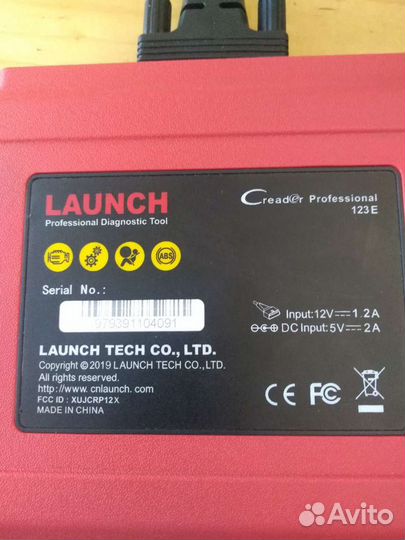 LAUNCH
Professional Diagnostic Tool
Creader Professional
123E
ABS
Serial No.:
979391104091
Input:12V⎓1.2A
DC Input:5V⎓2A
LAUNCH TECH CO., LTD.
Copyright © 2019 LAUNCH TECH CO.,LTD.
All rights reserved.
http://www.cnlaunch.com
FCC ID : XUJCRP12X
MADE IN CHINA
CE FC
Avito